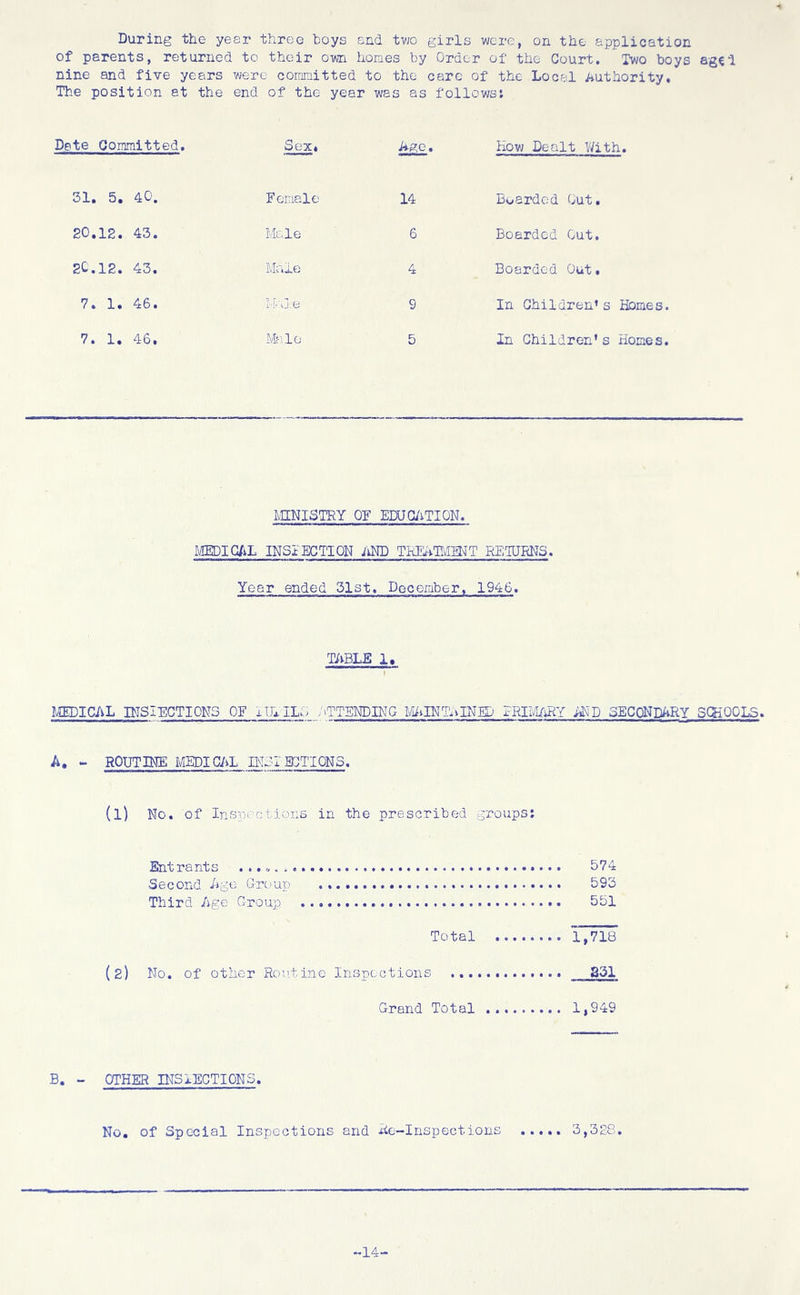 During the year three boys and two girls were, on the application
of parents, returned to their own homes by Order of the Court. Two boys aged
nine and five years were committed to the care of the Local Authority.
The position at the end of the year was as follows:
Date Committed. Sex. Age. How Dealt With.
31. 5. 40. Female 14 Boarded Out.
20.12. 43. Male 6 Boarded Out.
20.12. 43. Male 4 Boarded Out.
7. 1. 46. Male 9 In Children's Homes.
7. 1. 46. Male 5 In Children's Homes.
MINISTRY OF EDUCATION.
MEDICAL INSPECTION AND TREATMENT RETURNS.
Year ended 31st. December, 1946.
TABLE 1.
MEDICAL INSPECTIONS OF PUPILS ATTENDING MAINTAINED PRIMARY AND SECONDARY SCHOOLS.
A. - ROUTINE MEDICAL INSPECTIONS.
(1) No. of Inspections in the prescribed groups:
Entrants ........................................ 574
Second Age Group .............................. 593
Third Age Group ................................ 551
Total ........ 1,718
(2) No. of other Routine Inspections ............. 231
Grand Total ......... 1,949
B. - OTHER INSPECTIONS.
No. of Special Inspections and Re-Inspections ..... 3,328.
-14-